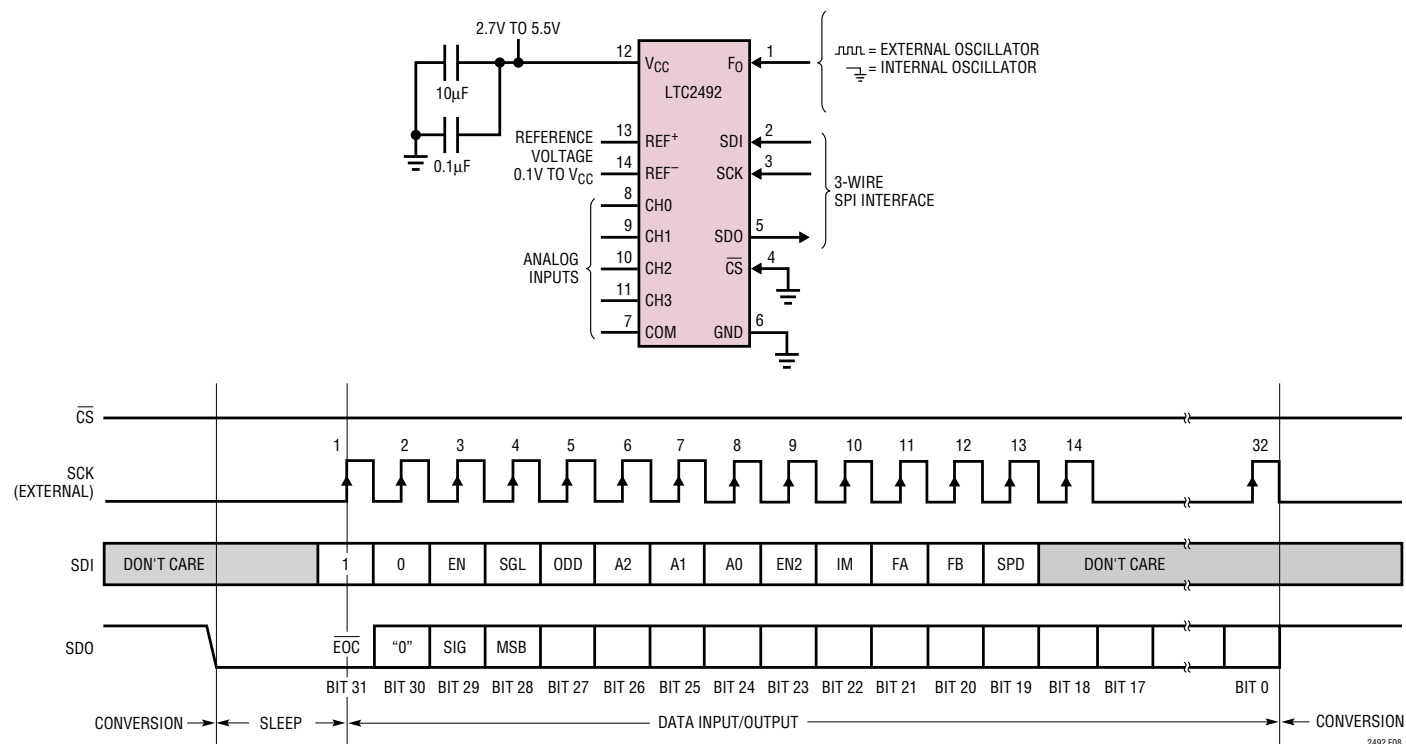 2.7V TO 5.5V
10µF
0.1µF
12 VCC
LTC2492
FO 1
= EXTERNAL OSCILLATOR
= INTERNAL OSCILLATOR
REFERENCE
VOLTAGE
0.1V TO VCC
13 REF+
14 REF–
SDI 2
SCK 3
3-WIRE
SPI INTERFACE
ANALOG
INPUTS
8 CH0
9 CH1
10 CH2
11 CH3
7 COM
SDO 5
CS 4
GND 6
CS
SCK
(EXTERNAL)
1 2 3 4 5 6 7 8 9 10 11 12 13 14 32
SDI DON'T CARE 1 0 EN SGL ODD A2 A1 A0 EN2 IM FA FB SPD DON'T CARE
SDO EOC “0” SIG MSB
BIT 31 BIT 30 BIT 29 BIT 28 BIT 27 BIT 26 BIT 25 BIT 24 BIT 23 BIT 22 BIT 21 BIT 20 BIT 19 BIT 18 BIT 17 BIT 0
CONVERSION SLEEP DATA INPUT/OUTPUT CONVERSION
2492 F08